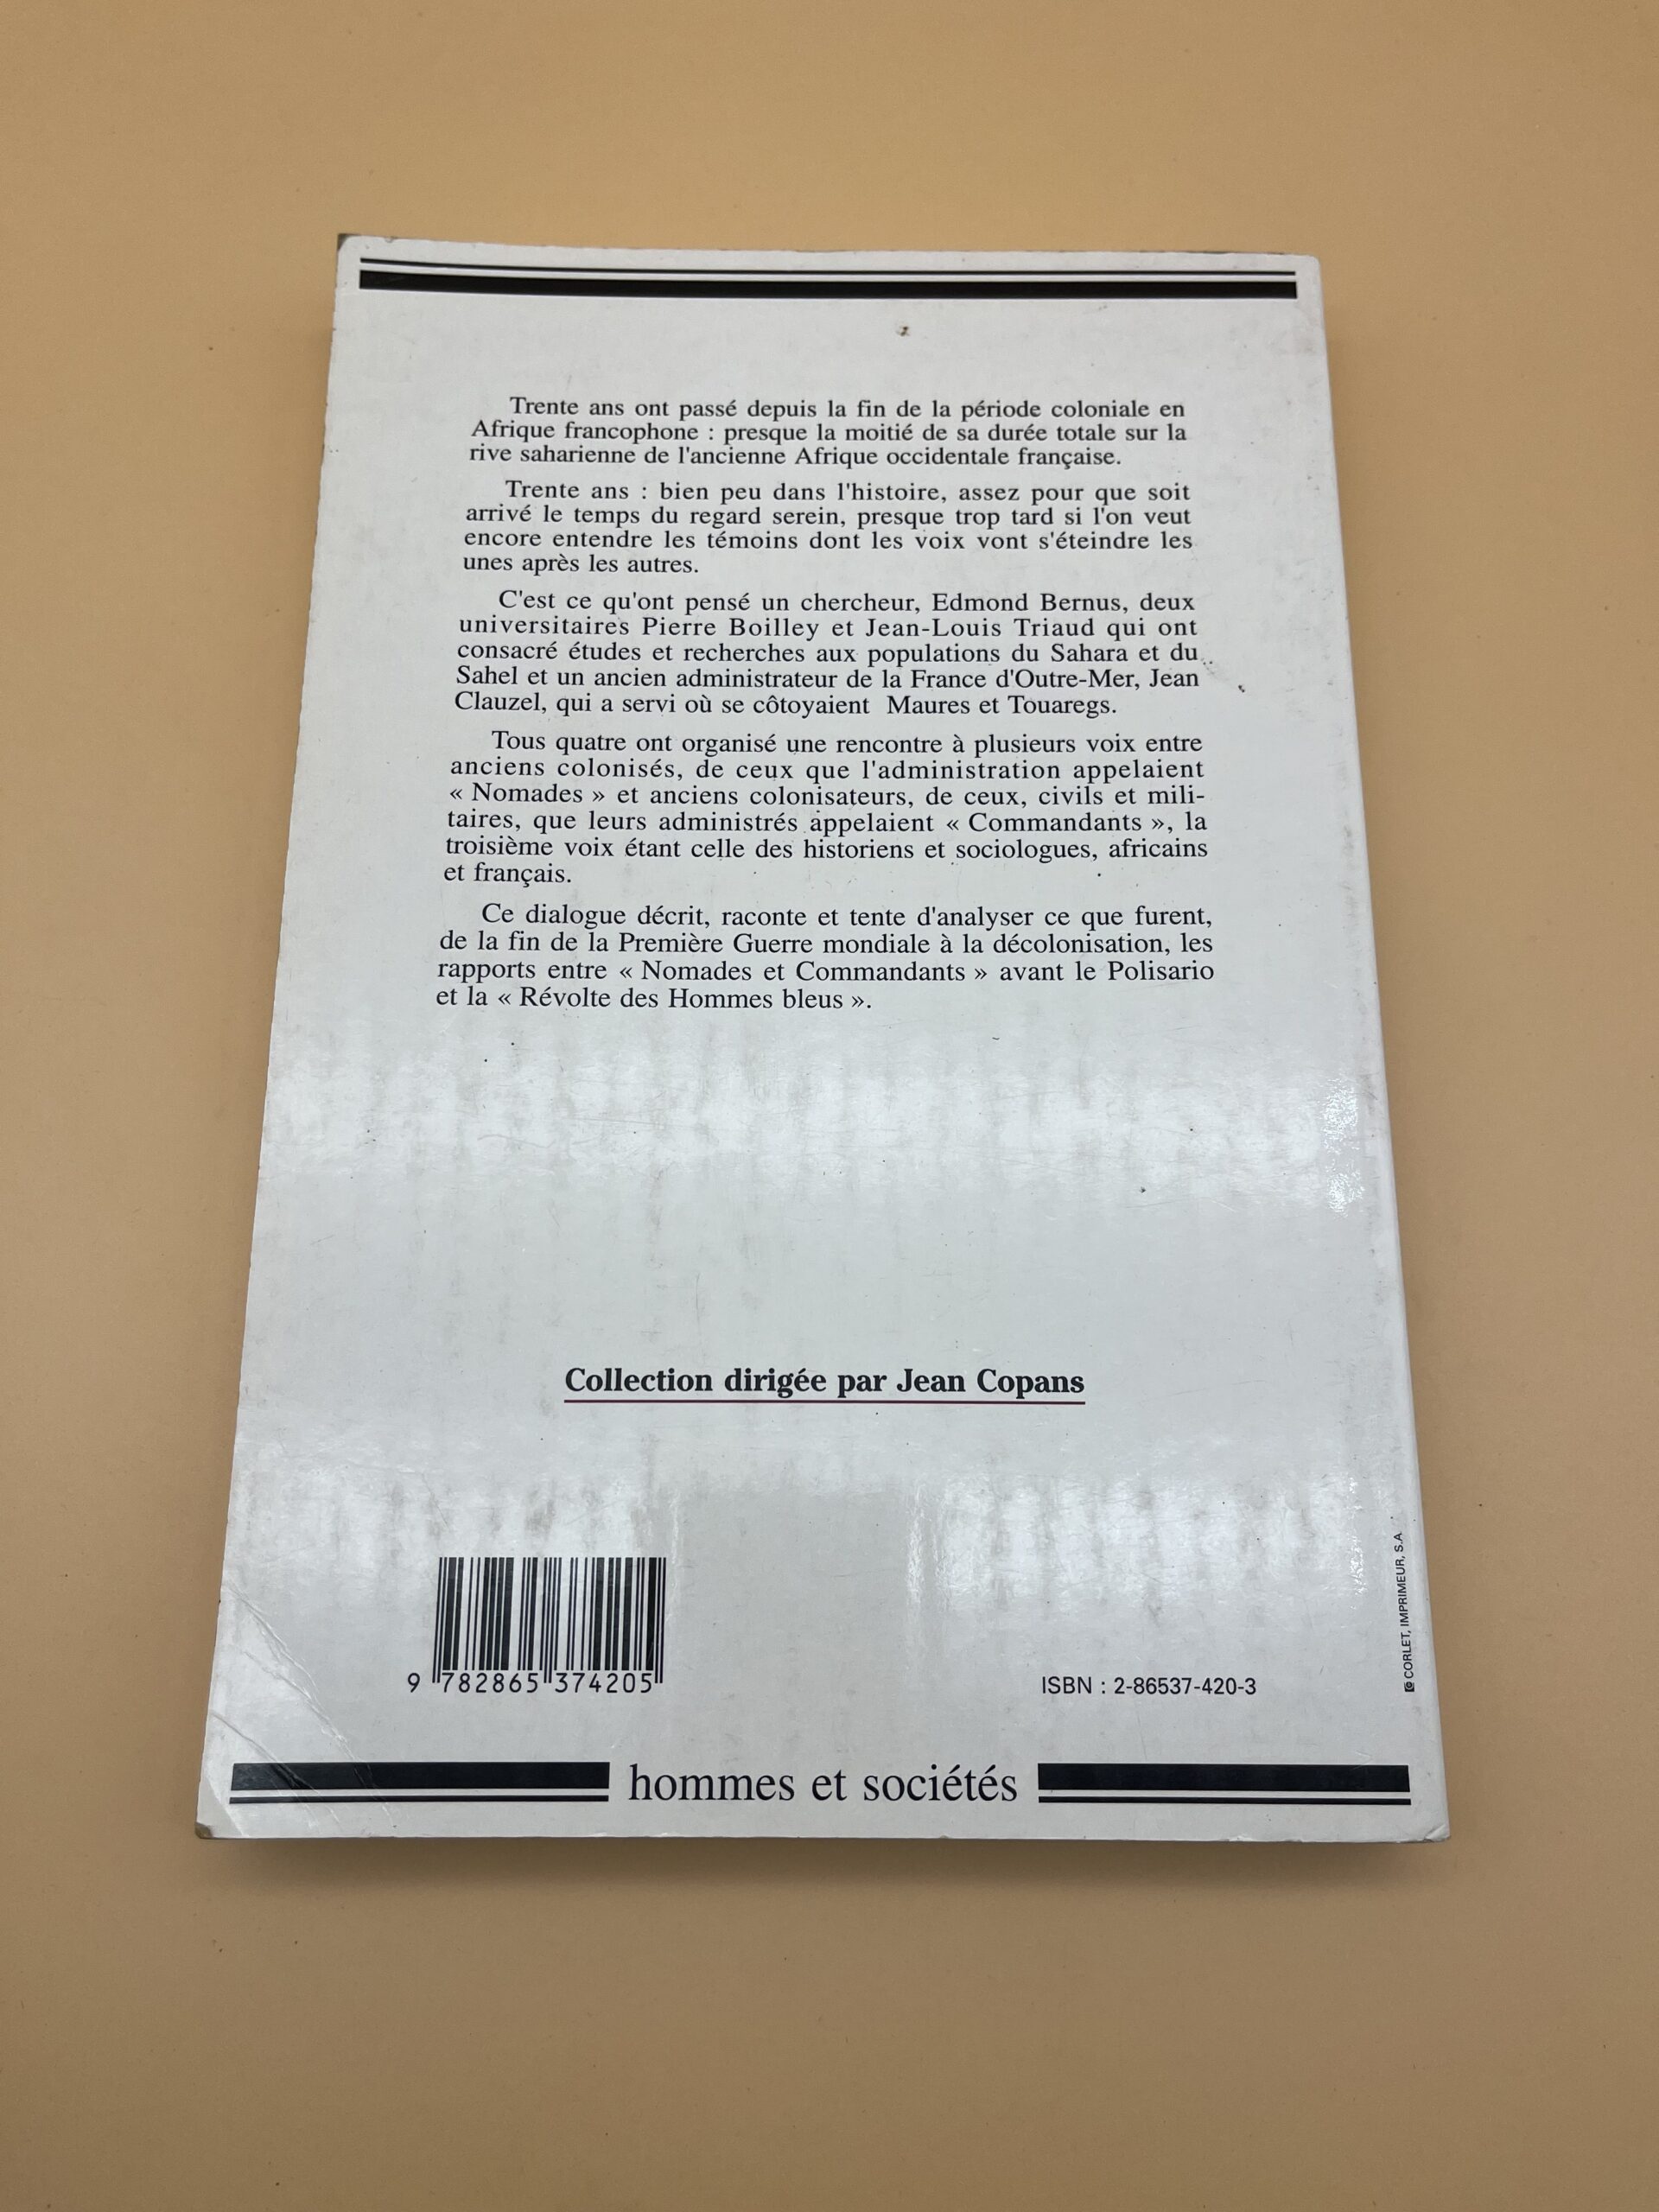 Trente ans ont passé depuis la fin de la période coloniale en
Afrique francophone : presque la moitié de sa durée totale sur la
rive saharienne de l'ancienne Afrique occidentale française.
Trente ans : bien peu dans l'histoire, assez pour que soit
arrivé le temps du regard serein, presque trop tard si l'on veut
encore entendre les témoins dont les voix vont s'éteindre les
unes après les autres.
C'est ce qu'ont pensé un chercheur, Edmond Bernus, deux
universitaires Pierre Boilley et Jean-Louis Triaud qui ont
consacré études et recherches aux populations du Sahara et du
Sahel et un ancien administrateur de la France d'Outre-Mer, Jean
Clauzel, qui a servi où se côtoyaient Maures et Touaregs.
Tous quatre ont organisé une rencontre à plusieurs voix entre
anciens colonisés, de ceux que l'administration appelaient
« Nomades » et anciens colonisateurs, de ceux, civils et mili-
taires, que leurs administrés appelaient « Commandants », la
troisième voix étant celle des historiens et sociologues, africains
et français.
Ce dialogue décrit, raconte et tente d'analyser ce que furent,
de la fin de la Première Guerre mondiale à la décolonisation, les
rapports entre « Nomades et Commandants » avant le Polisario
et la « Révolte des Hommes bleus ».
Collection dirigée par Jean Copans
9 782865 374205
ISBN : 2-86537-420-3
CORLET, IMPRIMEUR, S.A.
hommes et sociétés